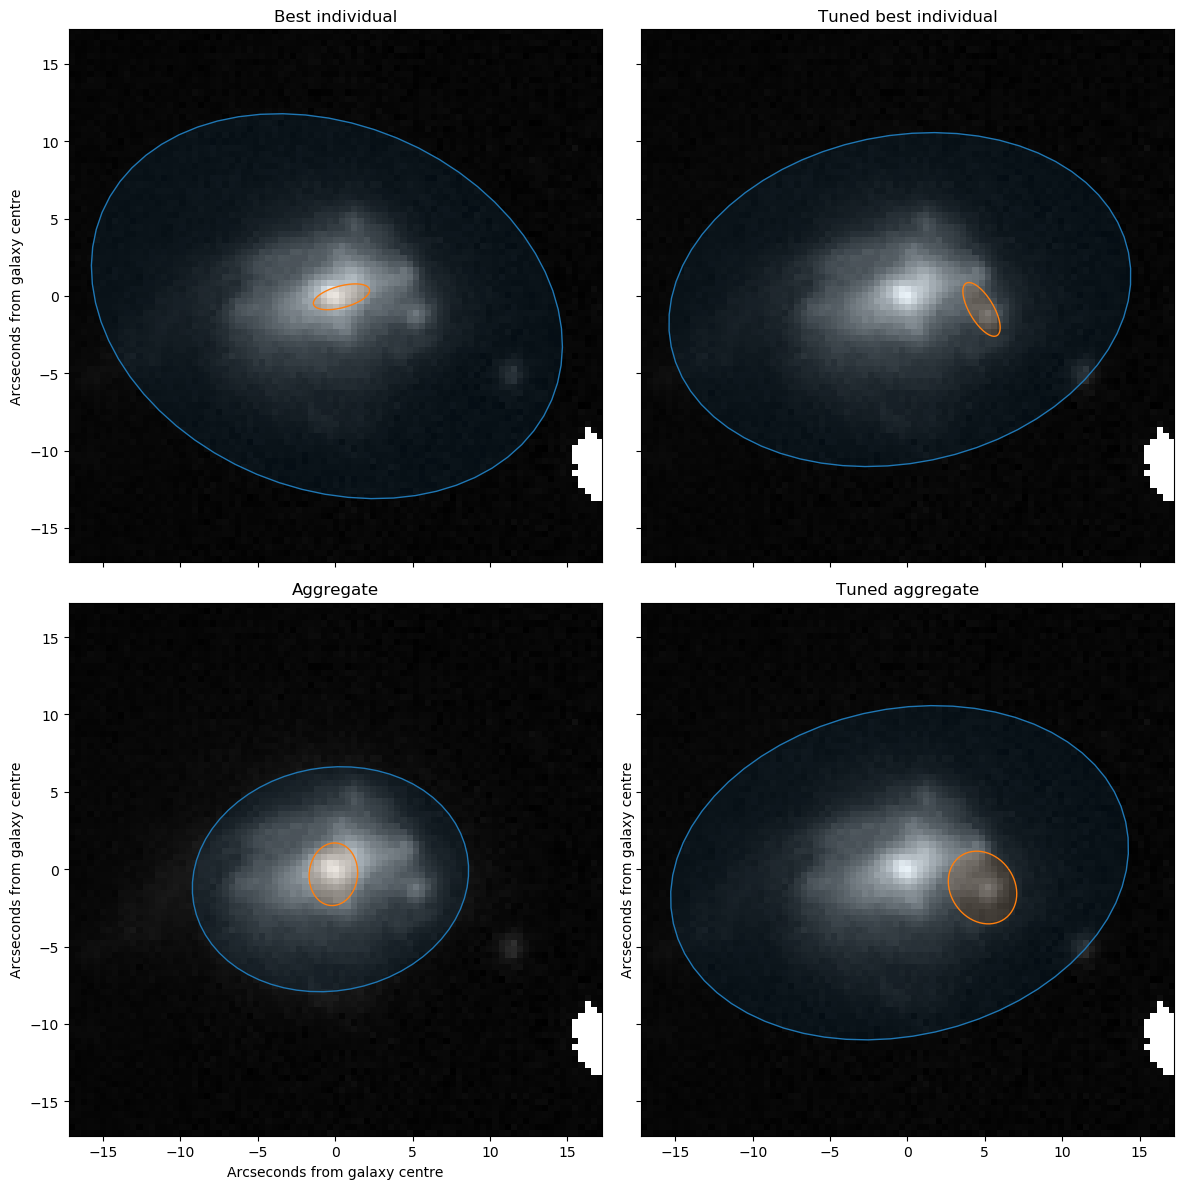 Best individual
Tuned best individual
Arcseconds from galaxy centre
15
10
5
0
−5
−10
−15
Aggregate
Tuned aggregate
Arcseconds from galaxy centre
15
10
5
0
−5
−10
−15
Arcseconds from galaxy centre
−15 −10 −5 0 5 10 15
−15 −10 −5 0 5 10 15
Arcseconds from galaxy centre